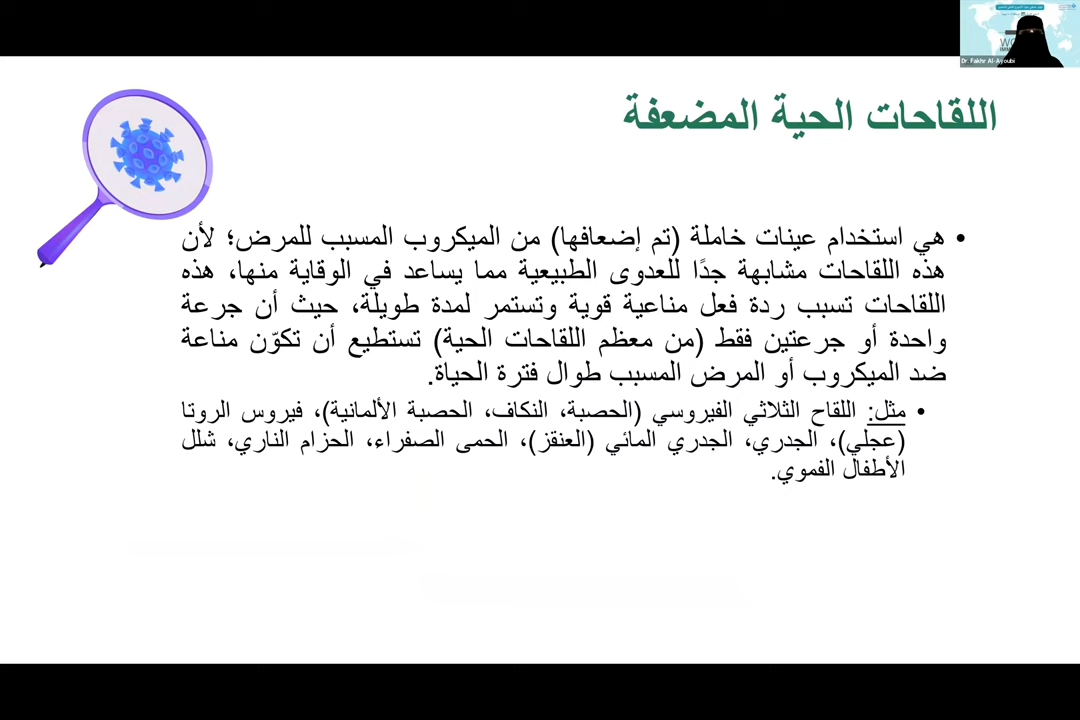 اللقاحات الحية المضعفة
• هي استخدام عينات خاملة (تم إضعافها) من الميكروب المسبب للمرض؛ لأن
هذه اللقاحات مشابهة جدًا للعدوى الطبيعية مما يساعد في الوقاية منها، هذه
اللقاحات تسبب ردة فعل مناعية قوية وتستمر لمدة طويلة، حيث أن جرعة
واحدة أو جرعتين فقط (من معظم اللقاحات الحية) تستطيع أن تكوّن مناعة
ضد الميكروب أو المرض المسبب طوال فترة الحياة.
• مثل: اللقاح الثلاثي الفيروسي (الحصبة، النكاف، الحصبة الألمانية)، فيروس الروتا
(عجلي)، الجدري، الجدري المائي (العنقز)، الحمى الصفراء، الحزام الناري، شلل
الأطفال الفموي.
Dr. Fakhr Al-Ayoubi